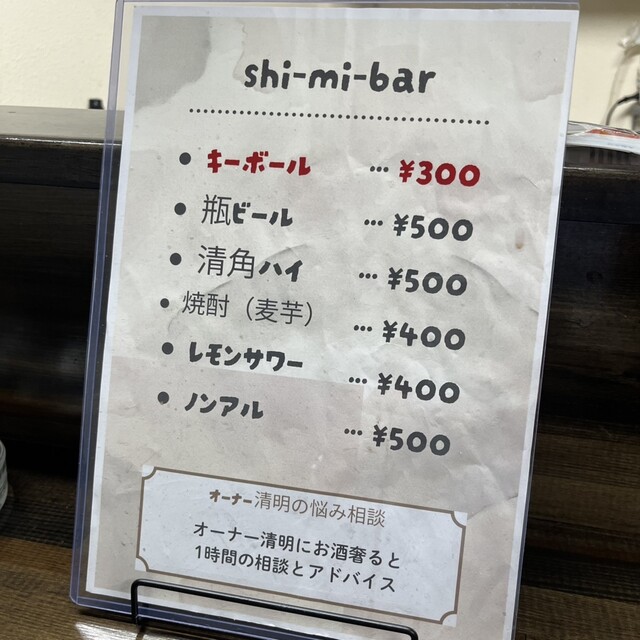 shi-mi-bar
• キーボール … ¥300
• 瓶ビール … ¥500
• 清角ハイ … ¥500
• 焼酎（麦芋） … ¥400
• レモンサワー … ¥400
• ノンアル … ¥500
オーナー清明の悩み相談
オーナー清明にお酒奢ると
1時間の相談とアドバイス